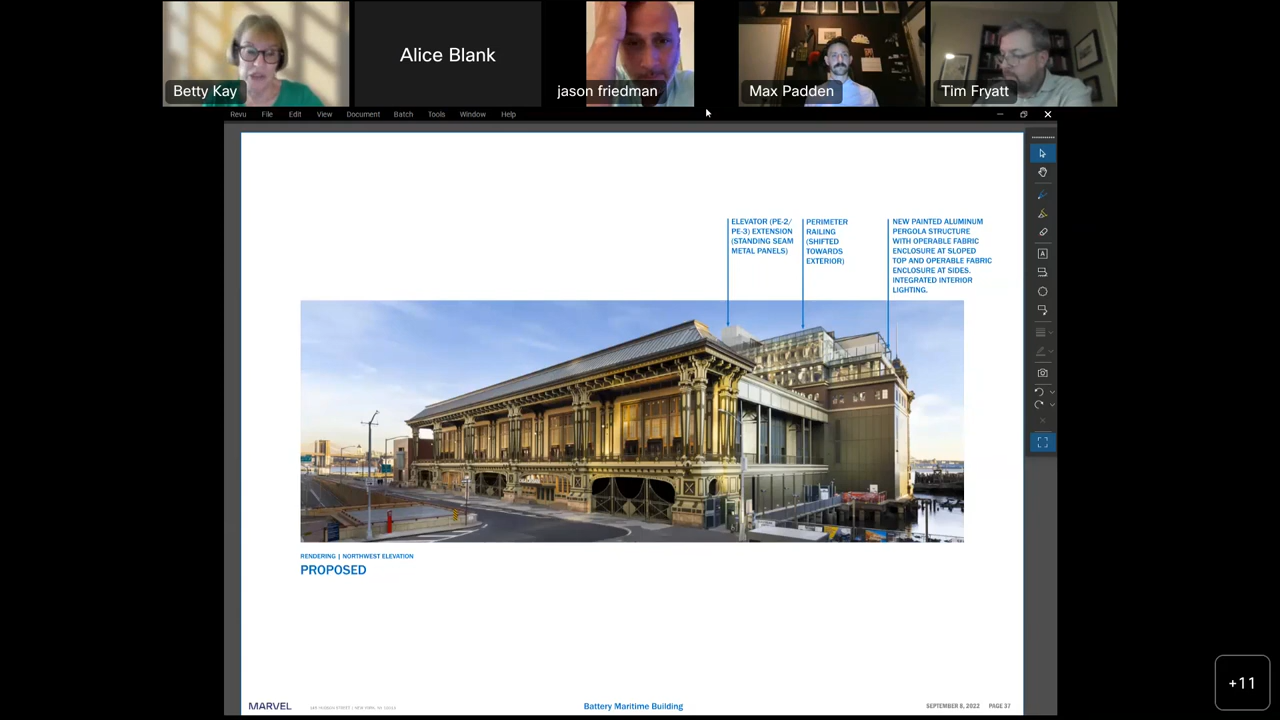 Alice Blank
Betty Kay
jason friedman
Max Padden
Tim Fryatt
Revu File Edit View Document Batch Tools Window Help
ELEVATOR (PE-2/
PE-3) EXTENSION
(STANDING SEAM
METAL PANELS)
PERIMETER
RAILING
(SHIFTED
TOWARDS
EXTERIOR)
NEW PAINTED ALUMINUM
PERGOLA STRUCTURE
WITH OPERABLE FABRIC
ENCLOSURE AT SLOPED
TOP AND OPERABLE FABRIC
ENCLOSURE AT SIDES.
INTEGRATED INTERIOR
LIGHTING.
RENDERING | NORTHWEST ELEVATION
PROPOSED
MARVEL
Battery Maritime Building
SEPTEMBER 8, 2022 PAGE 37
+11